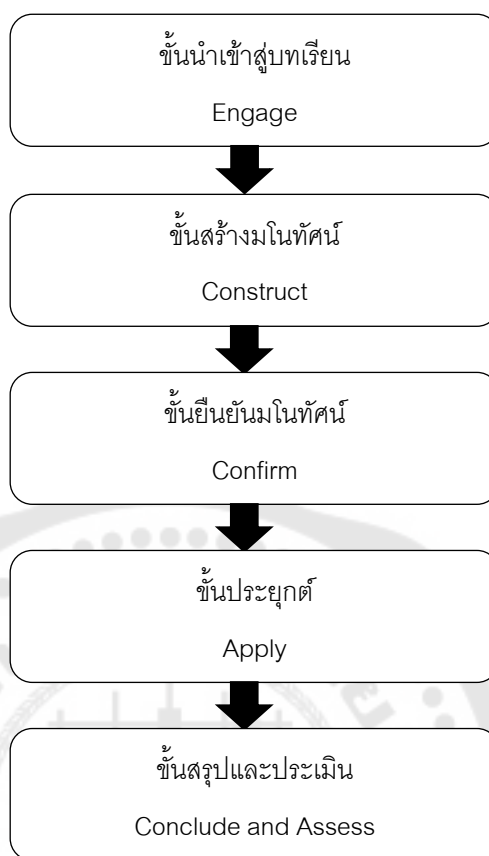 ขั้นนำเข้าสู่บทเรียน
Engage
ขั้นสร้างมโนทัศน์
Construct
ขั้นยืนยันมโนทัศน์
Confirm
ขั้นประยุกต์
Apply
ขั้นสรุปและประเมิน
Conclude and Assess